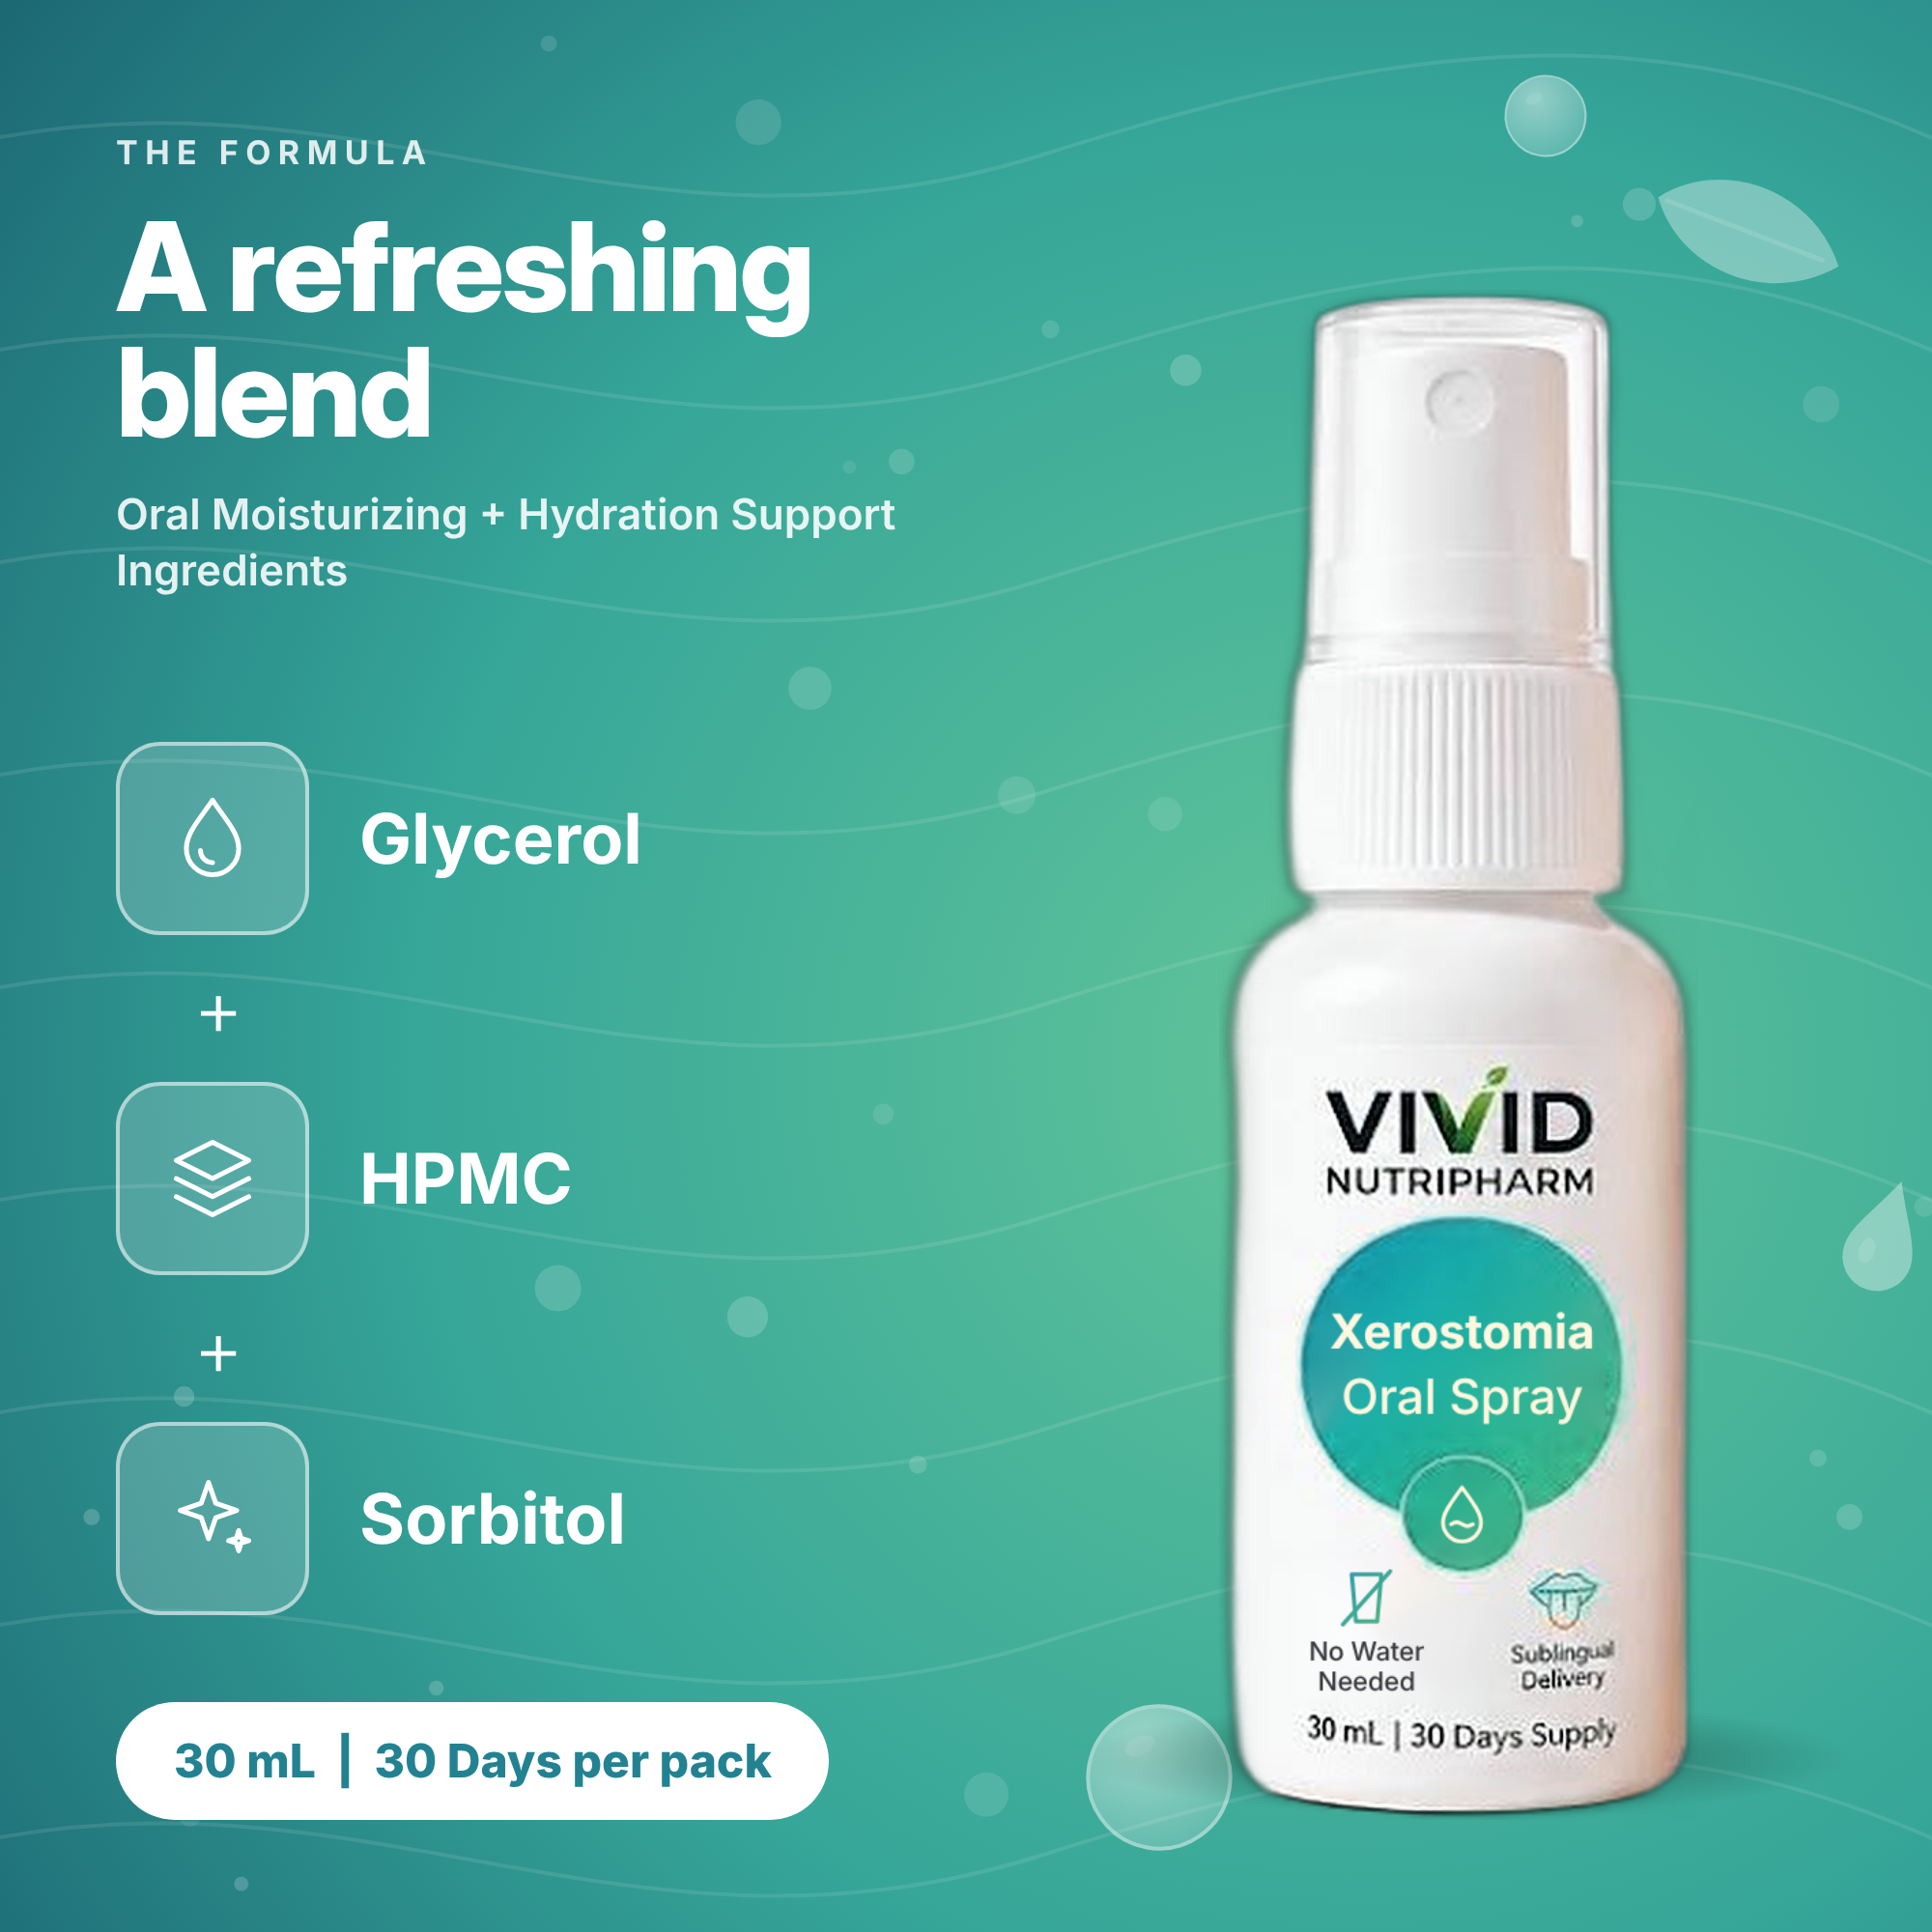 THE FORMULA
A refreshing
blend
Oral Moisturizing + Hydration Support
Ingredients
Glycerol
+
HPMC
+
Sorbitol
30 mL | 30 Days per pack
VIVID
NUTRIPHARM
Xerostomia
Oral Spray
No Water
Needed
Sublingual
Delivery
30 mL | 30 Days Supply